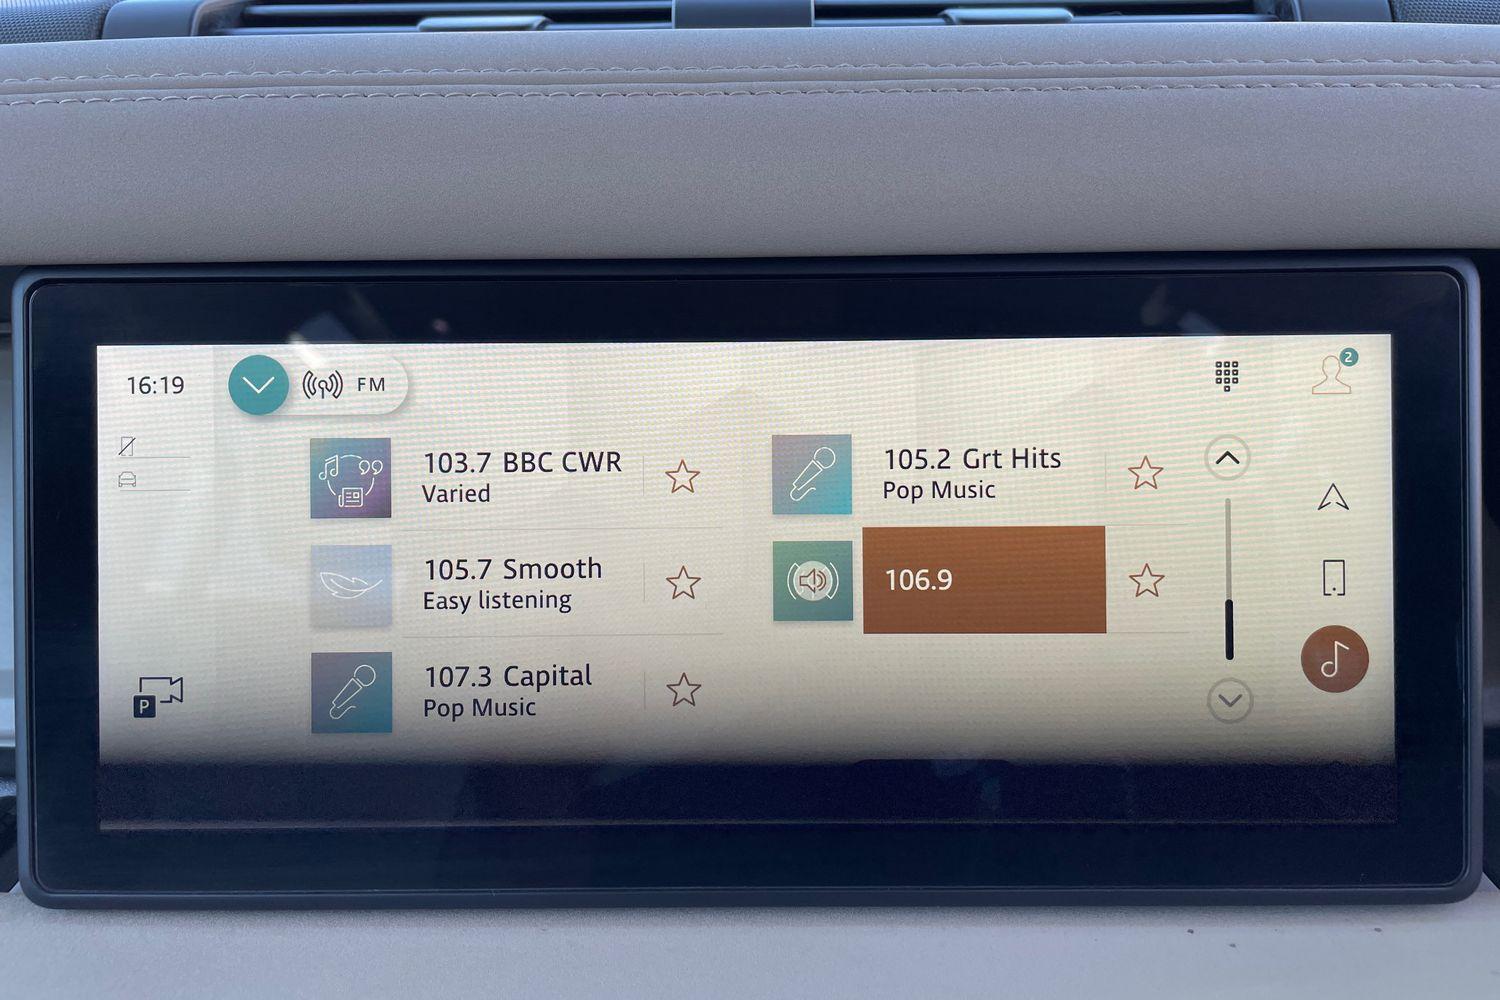 16:19
FM
2
103.7 BBC CWR
Varied
105.2 Grt Hits
Pop Music
105.7 Smooth
Easy listening
106.9
107.3 Capital
Pop Music
P